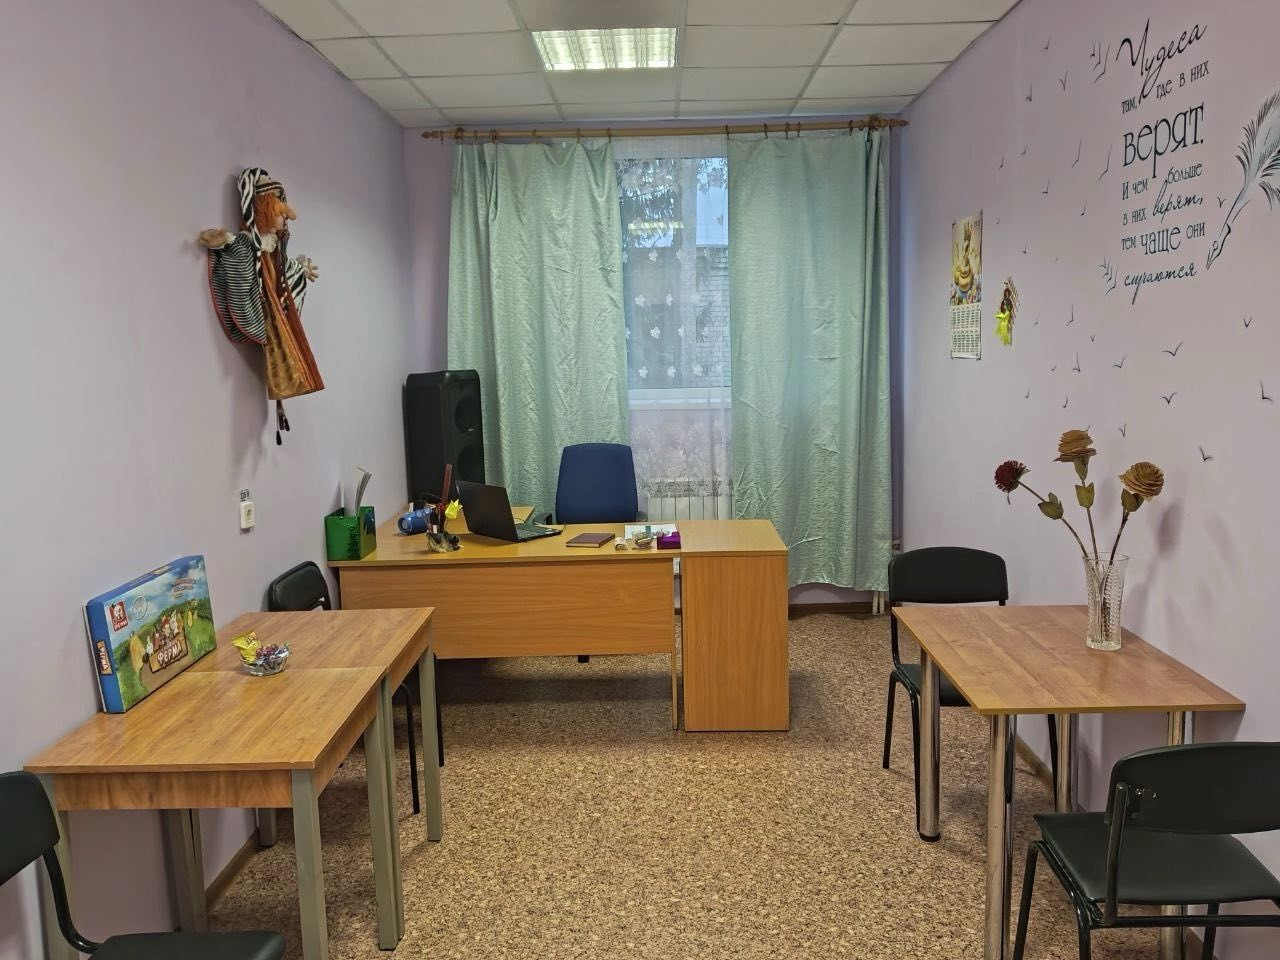 Чудеса
там, где в них
верят.
И чем больше
в них верят,
тем чаще они
случаются
ФЕРМА